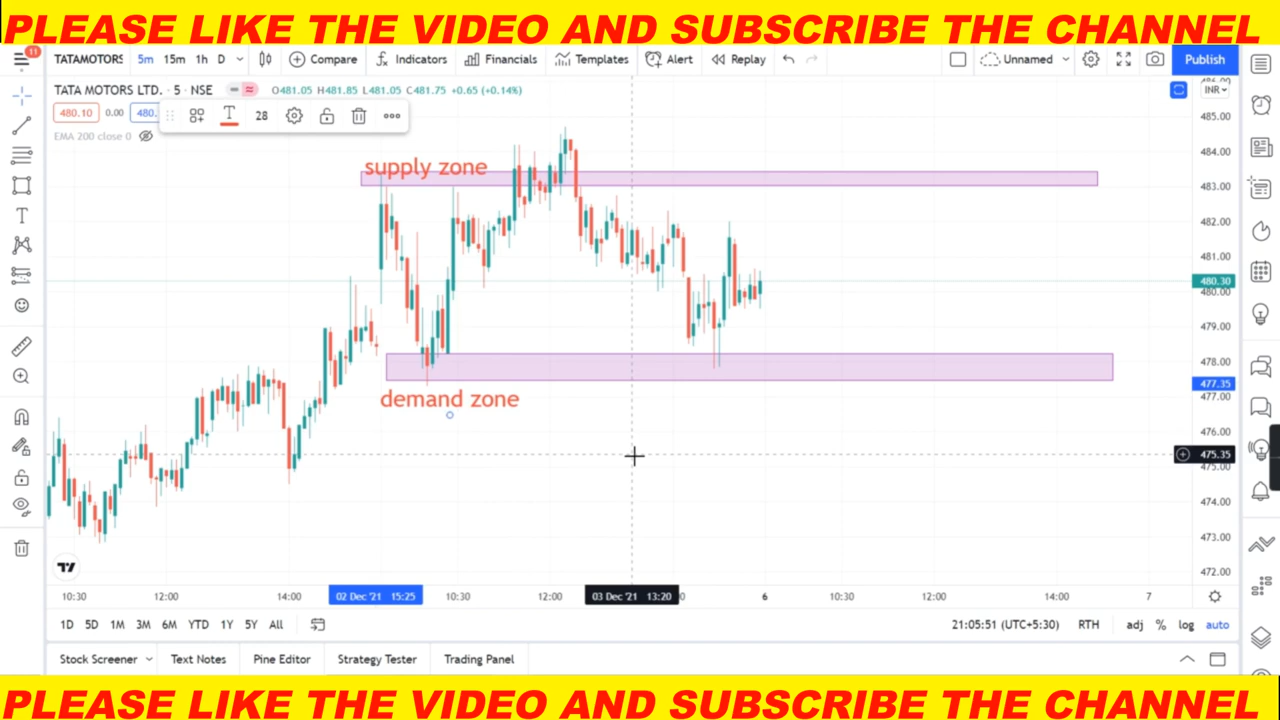 PLEASE LIKE THE VIDEO AND SUBSCRIBE THE CHANNEL
11
TATAMOTORS 5m 15m 1h D Compare Indicators Financials Templates Alert Replay Unnamed Publish
TATA MOTORS LTD. · 5 · NSE O481.05 H481.85 L481.05 C481.75 +0.65 (+0.14%)
INR
480.10 0.00 480. T 28
EMA 200 close 0
485.00
484.00
supply zone
483.00
482.00
481.00
480.30
480.00
479.00
478.00
477.35
477.00
demand zone
476.00
475.35
475.00
474.00
473.00
472.00
10:30 12:00 14:00 02 Dec '21 15:25 10:30 12:00 03 Dec '21 13:20 6 10:30 12:00 14:00 7
1D 5D 1M 3M 6M YTD 1Y 5Y All 21:05:51 (UTC+5:30) RTH adj % log auto
Stock Screener Text Notes Pine Editor Strategy Tester Trading Panel
PLEASE LIKE THE VIDEO AND SUBSCRIBE THE CHANNEL